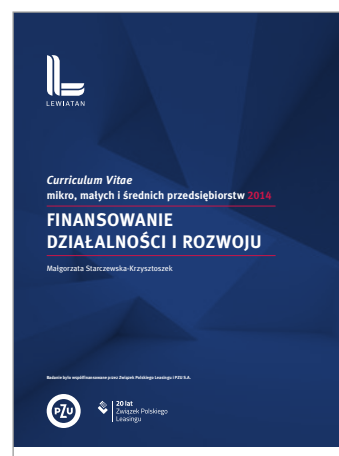 LEWIATAN
Curriculum Vitae
mikro, małych i średnich przedsiębiorstw 2014
FINANSOWANIE
DZIAŁALNOŚCI I ROZWOJU
Małgorzata Starczewska-Krzysztoszek
Badanie było współfinansowane przez Związek Polskiego Leasingu i PZU S.A.
PZU
20 lat
Związek Polskiego
Leasingu